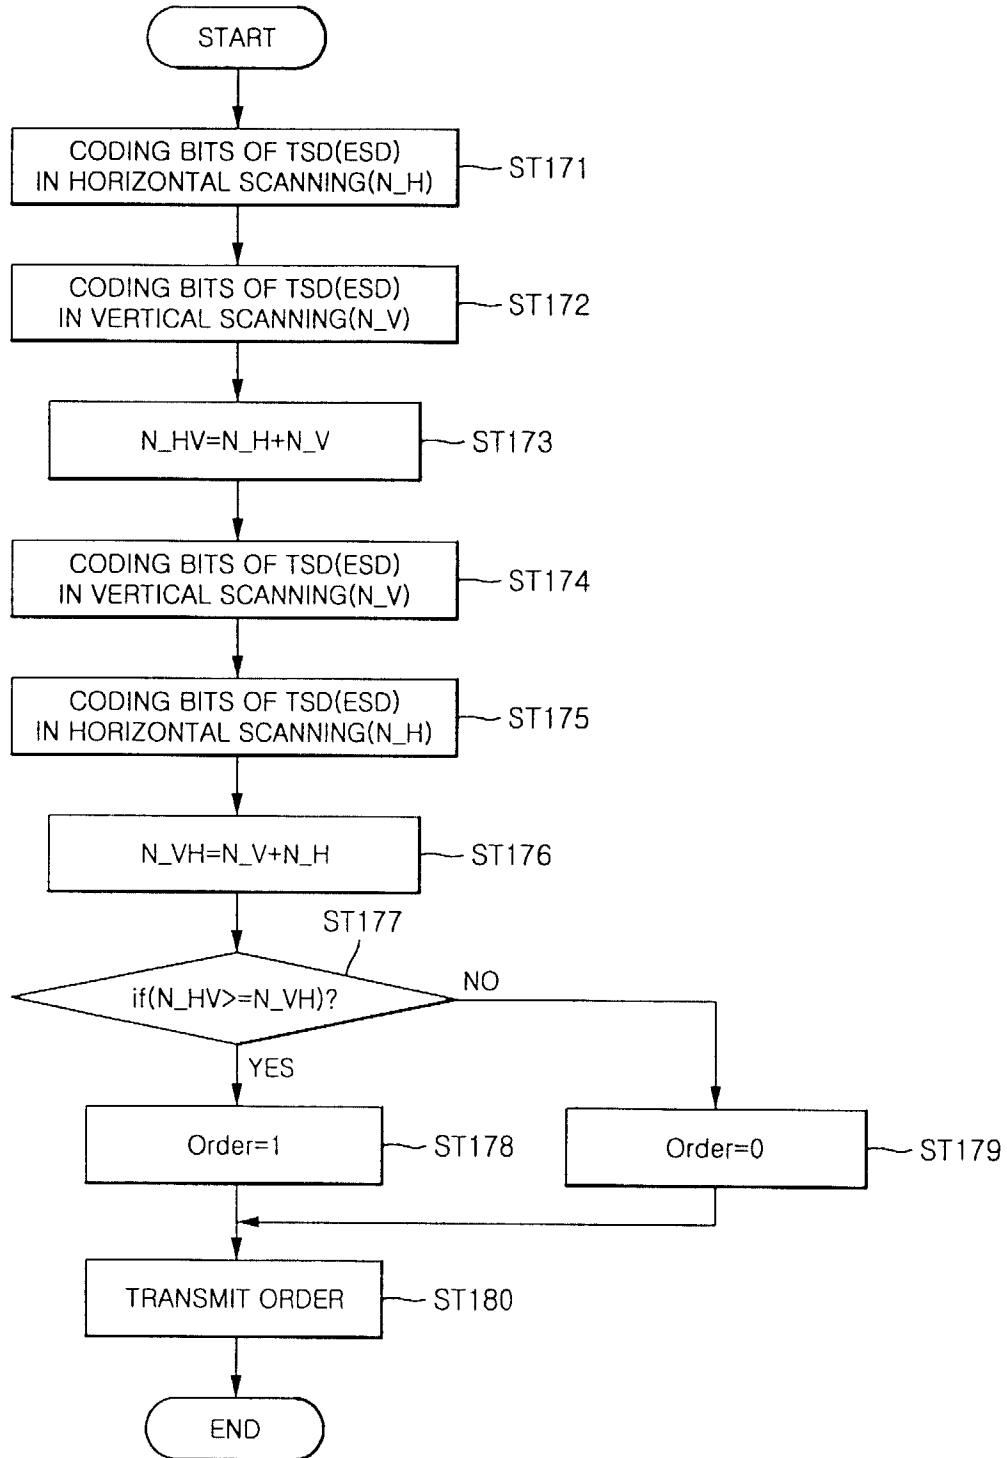 START
CODING BITS OF TSD(ESD)
IN HORIZONTAL SCANNING(N_H)
ST171
CODING BITS OF TSD(ESD)
IN VERTICAL SCANNING(N_V)
ST172
N_HV=N_H+N_V
ST173
CODING BITS OF TSD(ESD)
IN VERTICAL SCANNING(N_V)
ST174
CODING BITS OF TSD(ESD)
IN HORIZONTAL SCANNING(N_H)
ST175
N_VH=N_V+N_H
ST176
ST177
if(N_HV>=N_VH)?
NO
YES
Order=1
ST178
Order=0
ST179
TRANSMIT ORDER
ST180
END